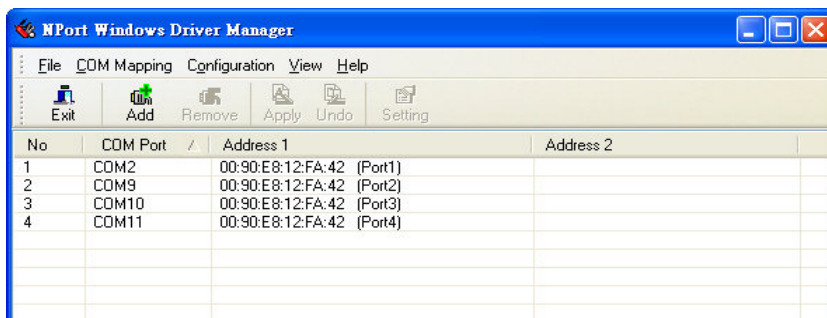 NPort Windows Driver Manager
File COM Mapping Configuration View Help
Exit Add Remove Apply Undo Setting
No COM Port Address 1 Address 2
1 COM2 00:90:E8:12:FA:42 (Port1)
2 COM9 00:90:E8:12:FA:42 (Port2)
3 COM10 00:90:E8:12:FA:42 (Port3)
4 COM11 00:90:E8:12:FA:42 (Port4)